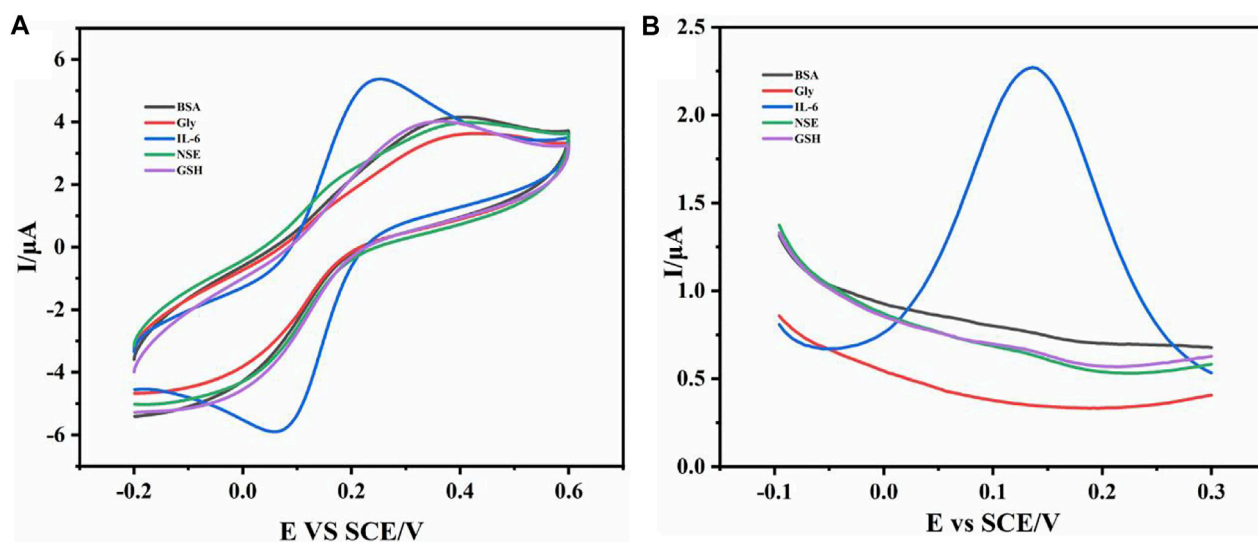 A
6
4
2
0
-2
-4
-6
I/μA
BSA
Gly
IL-6
NSE
GSH
-0.2 0.0 0.2 0.4 0.6
E VS SCE/V
B
2.5
2.0
1.5
1.0
0.5
0.0
I/μA
BSA
Gly
IL-6
NSE
GSH
-0.1 0.0 0.1 0.2 0.3
E vs SCE/V